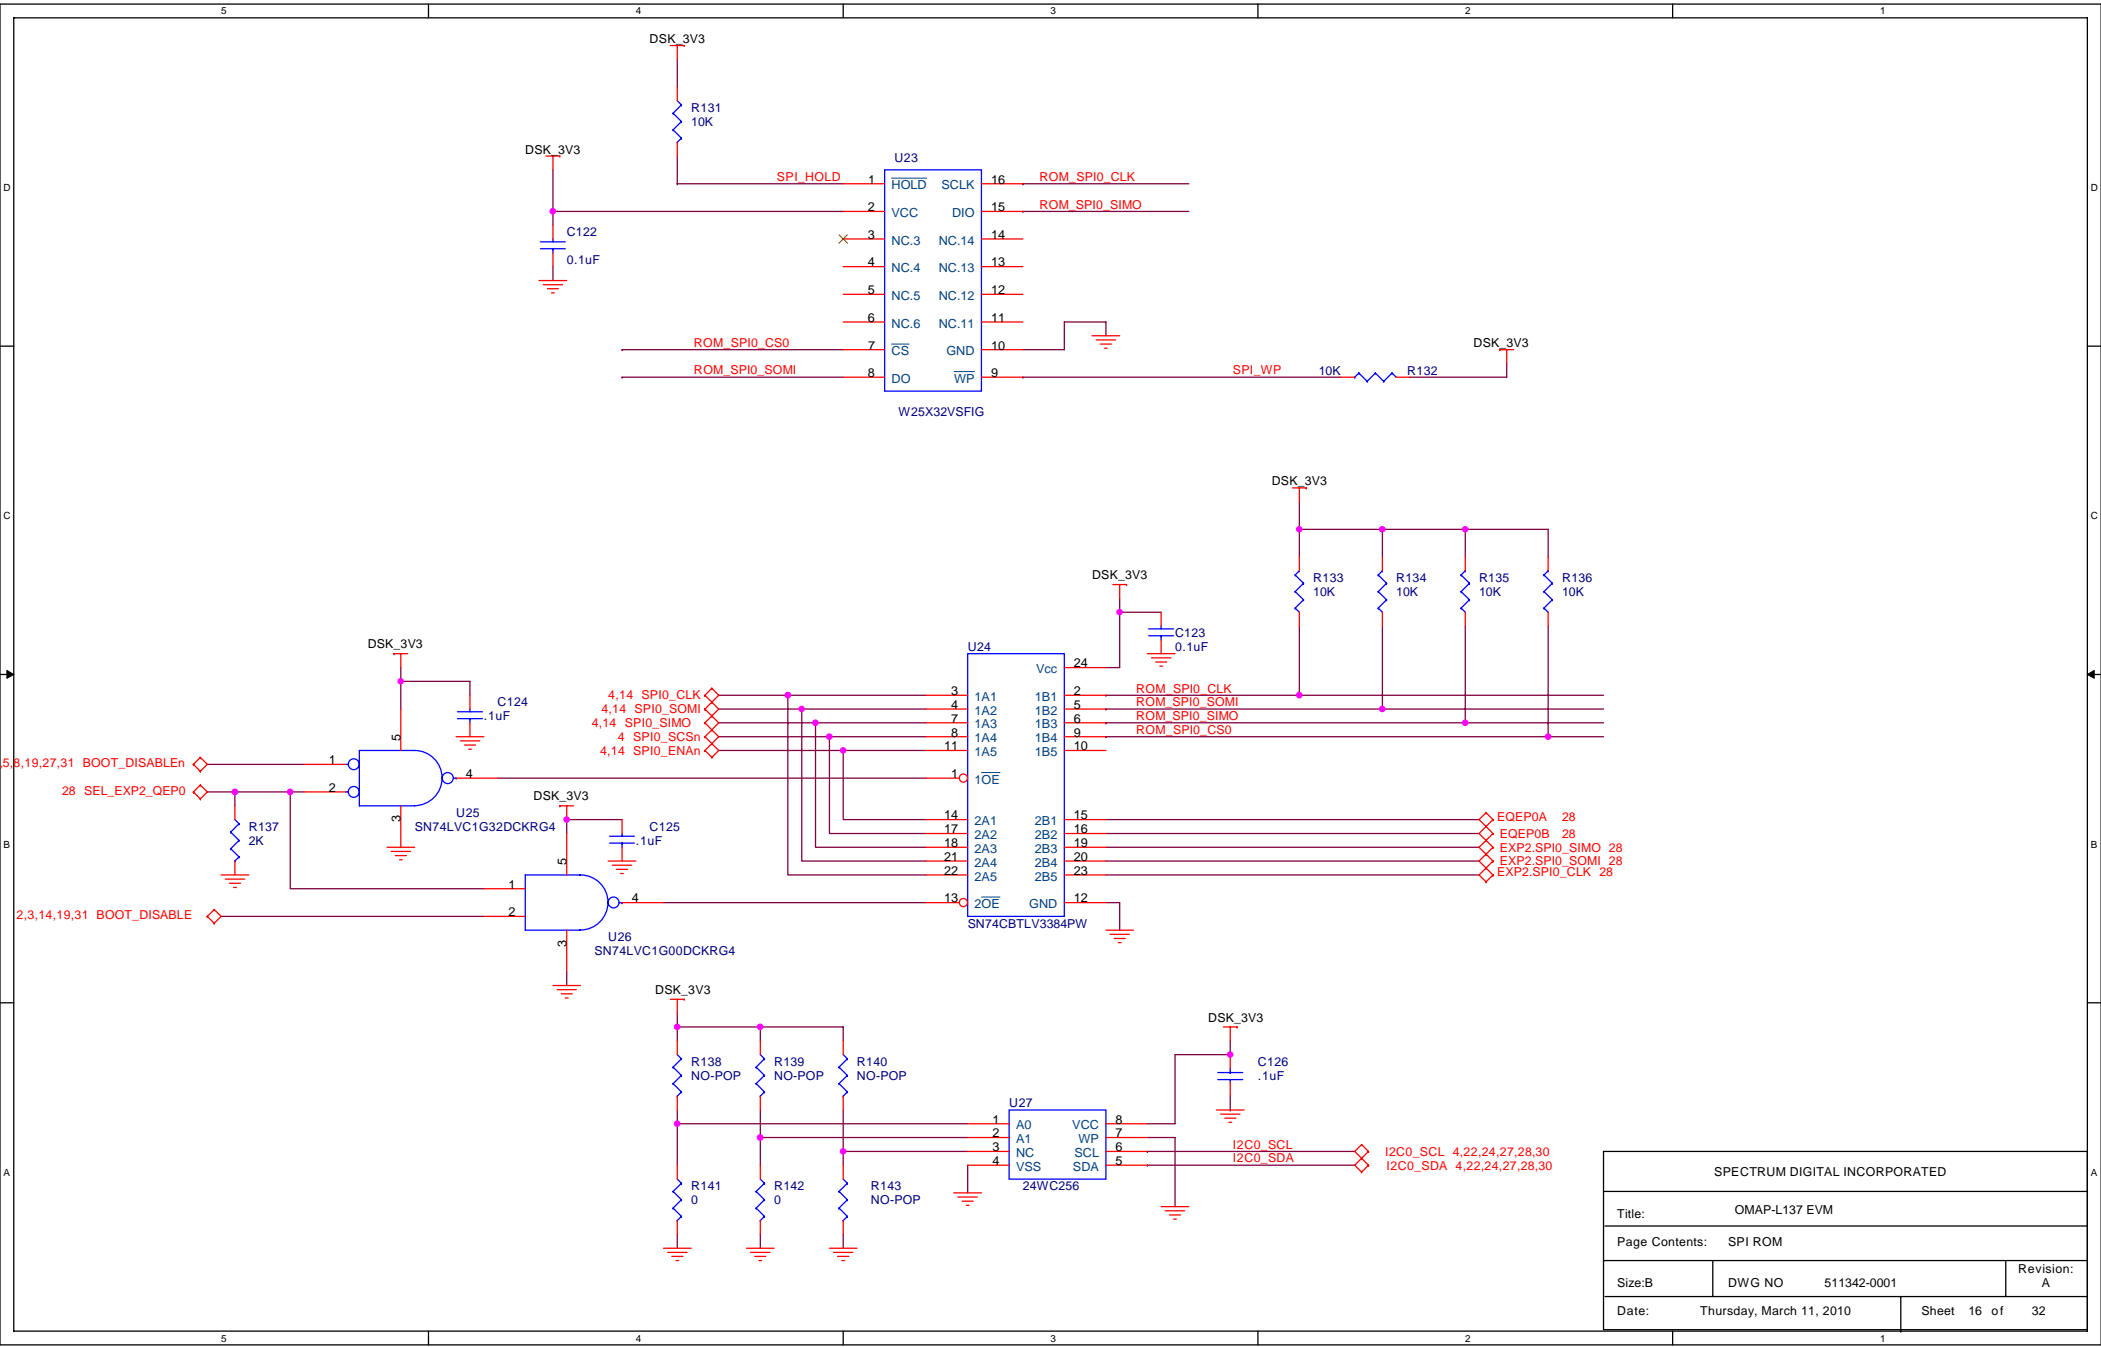 5 4 3 2 1
DSK_3V3
R131
10K
DSK_3V3
U23
SPI_HOLD 1 HOLD SCLK 16 ROM_SPI0_CLK
2 VCC DIO 15 ROM_SPI0_SIMO
C122
0.1uF
3 NC.3 NC.14 14
4 NC.4 NC.13 13
5 NC.5 NC.12 12
6 NC.6 NC.11 11
ROM_SPI0_CS0 7 CS GND 10
ROM_SPI0_SOMI 8 DO WP 9 SPI_WP 10K R132
DSK_3V3
W25X32VSFIG
D D
C C
DSK_3V3
R133
10K
R134
10K
R135
10K
R136
10K
DSK_3V3
C123
0.1uF
U24
Vcc 24
4,14 SPI0_CLK 3 1A1 1B1 2 ROM_SPI0_CLK
4,14 SPI0_SOMI 4 1A2 1B2 5 ROM_SPI0_SOMI
4,14 SPI0_SIMO 7 1A3 1B3 6 ROM_SPI0_SIMO
4 SPI0_SCSn 8 1A4 1B4 9 ROM_SPI0_CS0
4,14 SPI0_ENAn 11 1A5 1B5 10
1 1OE
14 2A1 2B1 15 EQEP0A 28
17 2A2 2B2 16 EQEP0B 28
18 2A3 2B3 19 EXP2.SPI0_SIMO 28
21 2A4 2B4 20 EXP2.SPI0_SOMI 28
22 2A5 2B5 23 EXP2.SPI0_CLK 28
13 2OE GND 12
SN74CBTLV3384PW
DSK_3V3
C124
.1uF
5
,5,8,19,27,31 BOOT_DISABLEn 1
4
28 SEL_EXP2_QEP0 2
3
U25
SN74LVC1G32DCKRG4
R137
2K
DSK_3V3
C125
.1uF
5
1
4
2,3,14,19,31 BOOT_DISABLE 2
3
U26
SN74LVC1G00DCKRG4
B B
DSK_3V3
R138
NO-POP
R139
NO-POP
R140
NO-POP
DSK_3V3
C126
.1uF
U27
1 A0 VCC 8
2 A1 WP 7
3 NC SCL 6 I2C0_SCL I2C0_SCL 4,22,24,27,28,30
4 VSS SDA 5 I2C0_SDA I2C0_SDA 4,22,24,27,28,30
24WC256
R141
0
R142
0
R143
NO-POP
A A
SPECTRUM DIGITAL INCORPORATED
Title: OMAP-L137 EVM
Page Contents: SPI ROM
Size:B DWG NO 511342-0001 Revision:
A
Date: Thursday, March 11, 2010 Sheet 16 of 32
5 4 3 2 1